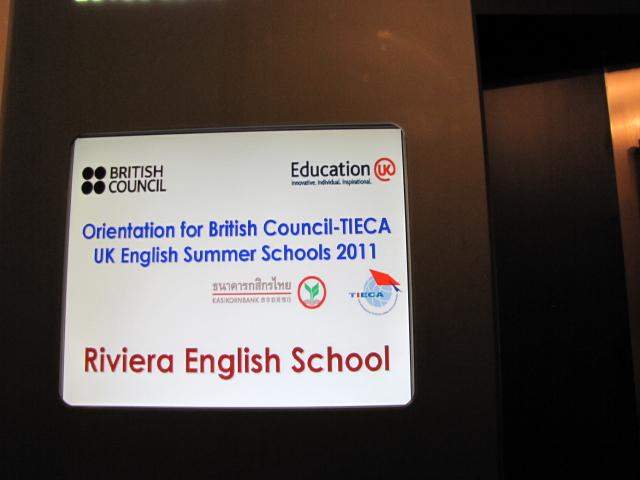 BRITISH
COUNCIL
Education UK
Innovative. Individual. Inspirational.
Orientation for British Council-TIECA
UK English Summer Schools 2011
ธนาคารกสิกรไทย
KASIKORNBANK
TIECA
Riviera English School